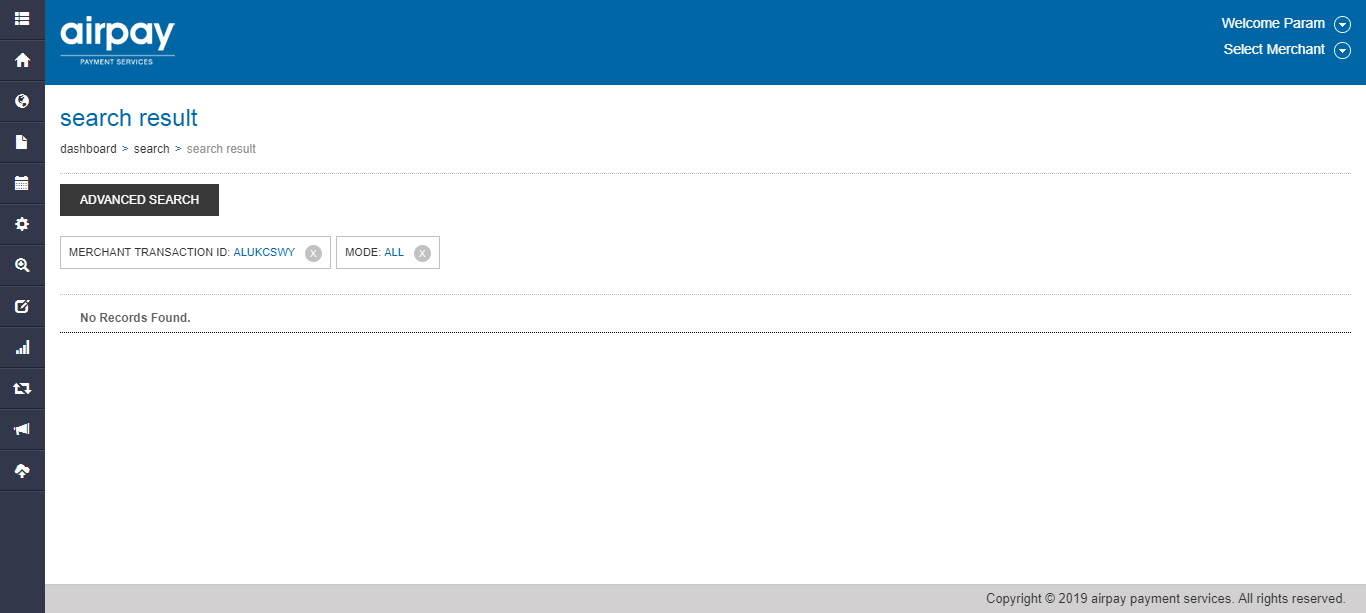 airpay
PAYMENT SERVICES
Welcome Param
Select Merchant
search result
dashboard > search > search result
ADVANCED SEARCH
MERCHANT TRANSACTION ID: ALUKCSWY X MODE: ALL X
No Records Found.
Copyright © 2019 airpay payment services. All rights reserved.